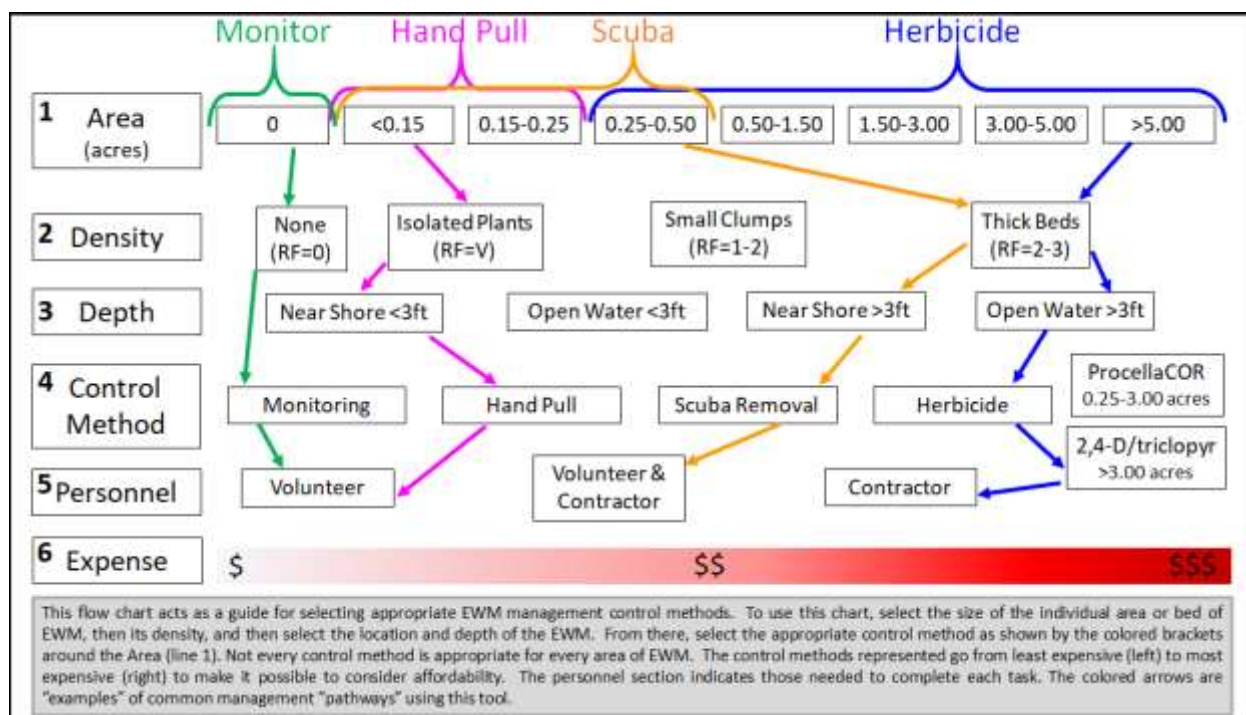 Monitor Hand Pull Scuba Herbicide
1 Area (acres)
0 <0.15 0.15-0.25 0.25-0.50 0.50-1.50 1.50-3.00 3.00-5.00 >5.00
2 Density
None (RF=0)
Isolated Plants (RF=V)
Small Clumps (RF=1-2)
Thick Beds (RF=2-3)
3 Depth
Near Shore <3ft Open Water <3ft Near Shore >3ft Open Water >3ft
4 Control Method
Monitoring Hand Pull Scuba Removal Herbicide
ProcellaCOR
0.25-3.00 acres
2,4-D/triclopyr
>3.00 acres
5 Personnel
Volunteer
Volunteer & Contractor
Contractor
6 Expense
$ $$ $$$
This flow chart acts as a guide for selecting appropriate EWM management control methods. To use this chart, select the size of the individual area or bed of
EWM, then its density, and then select the location and depth of the EWM. From there, select the appropriate control method as shown by the colored brackets
around the Area (line 1). Not every control method is appropriate for every area of EWM. The control methods represented go from least expensive (left) to most
expensive (right) to make it possible to consider affordability. The personnel section indicates those needed to complete each task. The colored arrows are
"examples" of common management "pathways" using this tool.